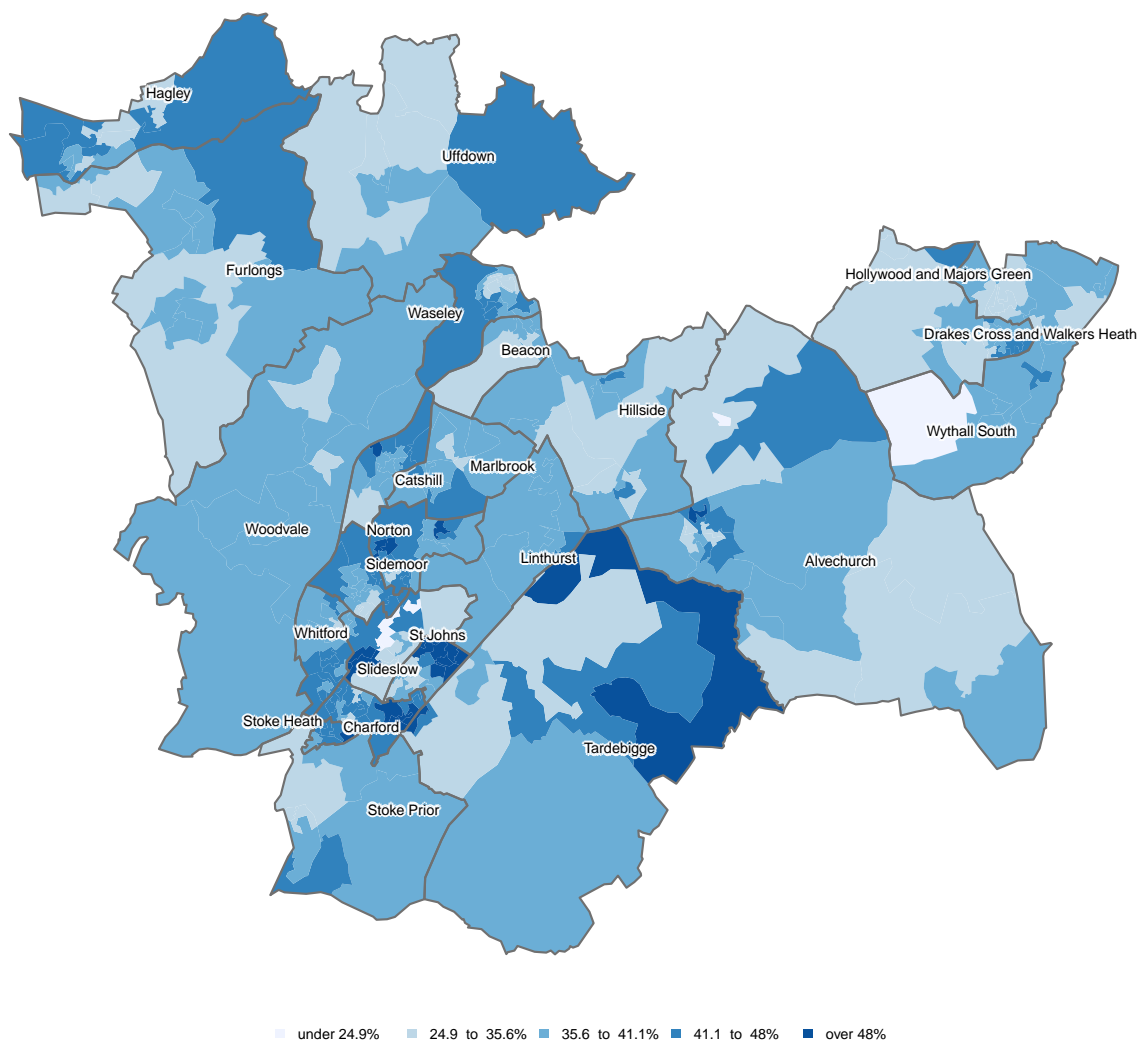 Hagley
Uffdown
Furlongs
Hollywood and Majors Green
Waseley
Drakes Cross and Walkers Heath
Beacon
Hillside
Wythall South
Marlbrook
Catshill
Woodvale
Norton
Linthurst
Alvechurch
Sidemoor
Whitford
St Johns
Slideslow
Stoke Heath
Charford
Tardebigge
Stoke Prior
under 24.9% 24.9 to 35.6% 35.6 to 41.1% 41.1 to 48% over 48%